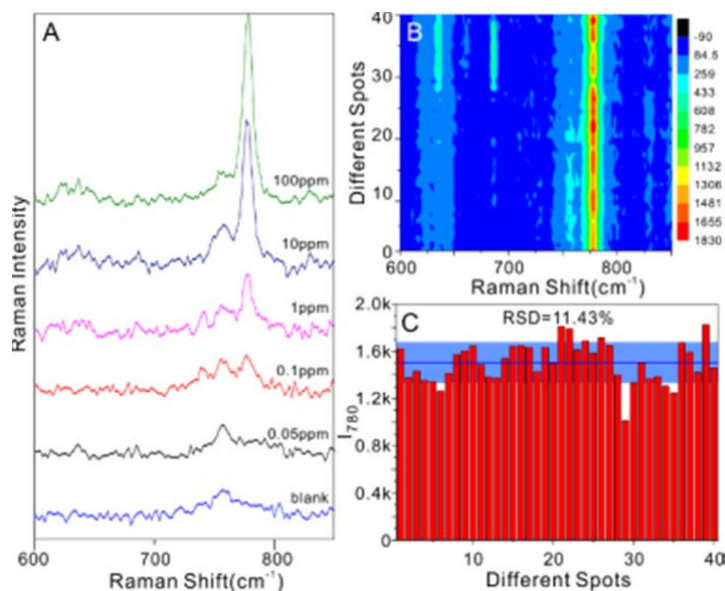 A
100ppm
10ppm
1ppm
0.1ppm
0.05ppm
blank
Raman Intensity
600 700 800
Raman Shift(cm⁻¹)
B
40
30
20
10
0
Different Spots
600 700 800
Raman Shift(cm⁻¹)
-90
84.5
259
433
608
782
957
1132
1306
1481
1655
1830
C
RSD=11.43%
2.0k
1.6k
1.2k
0.8k
0.4k
0.0
I₇₈₀
10 20 30 40
Different Spots